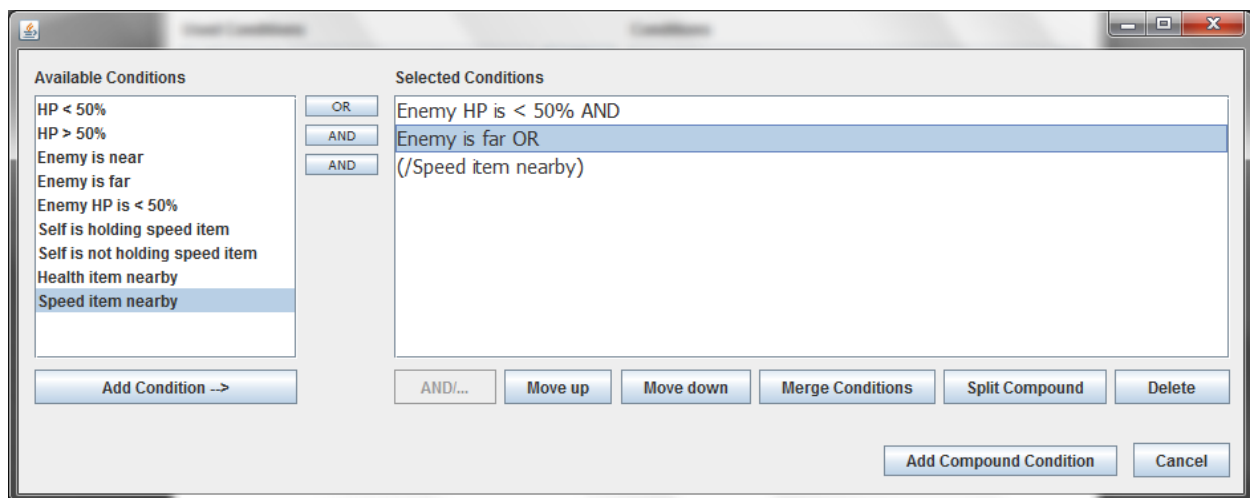 Available Conditions
HP < 50%
HP > 50%
Enemy is near
Enemy is far
Enemy HP is < 50%
Self is holding speed item
Self is not holding speed item
Health item nearby
Speed item nearby
Add Condition -->
OR
AND
AND
Selected Conditions
Enemy HP is < 50% AND
Enemy is far OR
(/Speed item nearby)
AND/...
Move up
Move down
Merge Conditions
Split Compound
Delete
Add Compound Condition
Cancel